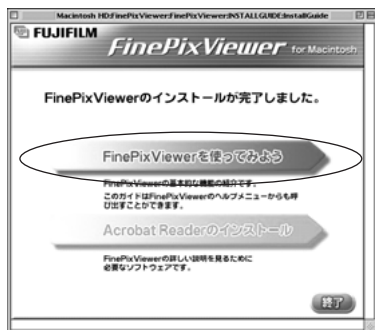 Macintosh HD:FinePixViewer:FinePixViewer:INSTALLGUIDE:InstallGuide
FUJIFILM
FinePixViewer for Macintosh
FinePixViewerのインストールが完了しました。
FinePixViewerを使ってみよう
FinePixViewerの基本的な機能の紹介です。
このガイドはFinePixViewerのヘルプメニューからも呼
び出すことができます。
Acrobat Readerのインストール
FinePixViewerの詳しい説明を見るために
必要なソフトウェアです。
終了